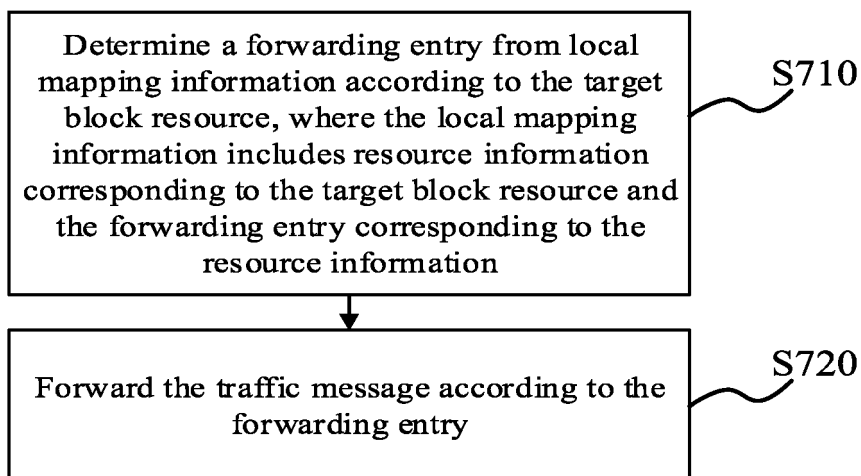 Determine a forwarding entry from local
mapping information according to the target
block resource, where the local mapping
information includes resource information
corresponding to the target block resource and
the forwarding entry corresponding to the
resource information
S710
Forward the traffic message according to the
forwarding entry
S720